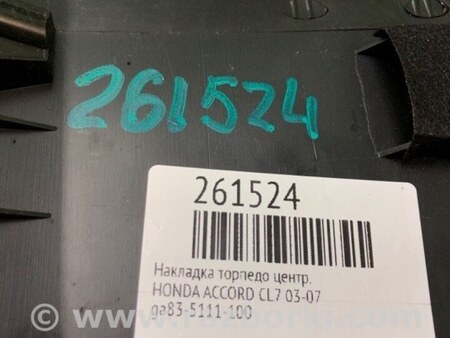 261524
261524
Накладка торпедо центр.
HONDA ACCORD CL7 03-07
ga83-5111-100